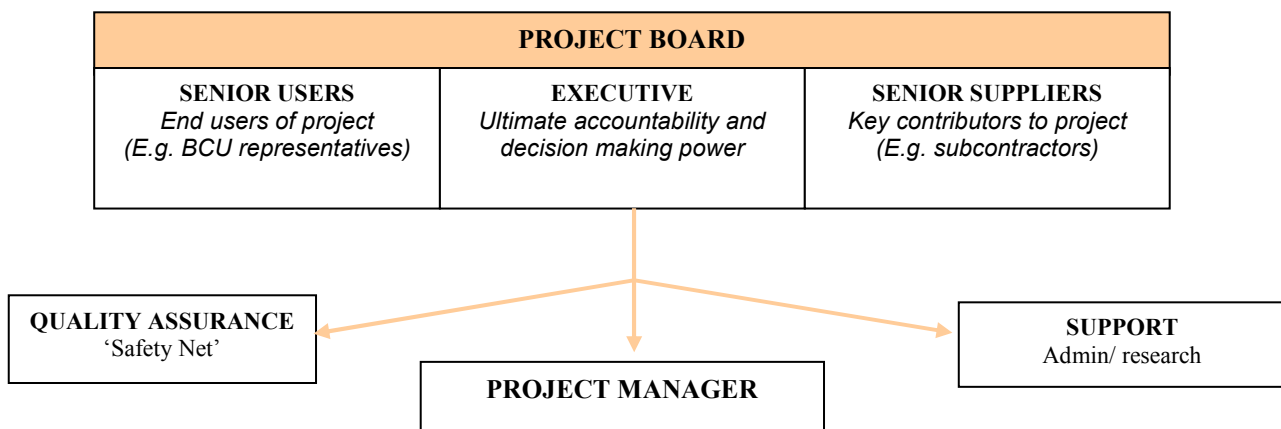 PROJECT BOARD
SENIOR USERS
End users of project
(E.g. BCU representatives)
EXECUTIVE
Ultimate accountability and
decision making power
SENIOR SUPPLIERS
Key contributors to project
(E.g. subcontractors)
QUALITY ASSURANCE
‘Safety Net’
PROJECT MANAGER
SUPPORT
Admin/ research